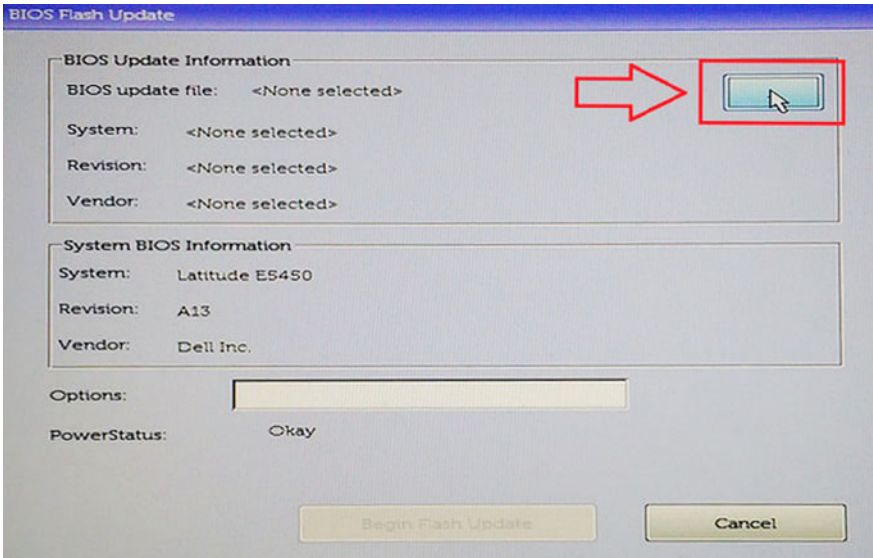 BIOS Flash Update
BIOS Update Information
BIOS update file: <None selected>
System: <None selected>
Revision: <None selected>
Vendor: <None selected>
System BIOS Information
System: Latitude E5450
Revision: A13
Vendor: Dell Inc.
Options:
PowerStatus: Okay
Begin Flash Update
Cancel